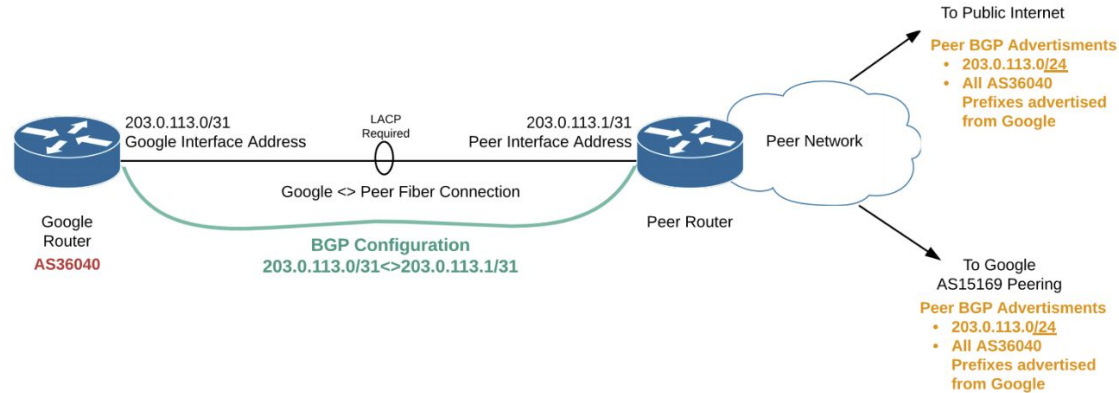 To Public Internet
Peer BGP Advertisments
• 203.0.113.0/24
• All AS36040
Prefixes advertised
from Google
203.0.113.0/31
Google Interface Address
LACP
Required
203.0.113.1/31
Peer Interface Address
Peer Network
Google <> Peer Fiber Connection
Google
Router
AS36040
Peer Router
BGP Configuration
203.0.113.0/31<>203.0.113.1/31
To Google
AS15169 Peering
Peer BGP Advertisments
• 203.0.113.0/24
• All AS36040
Prefixes advertised
from Google